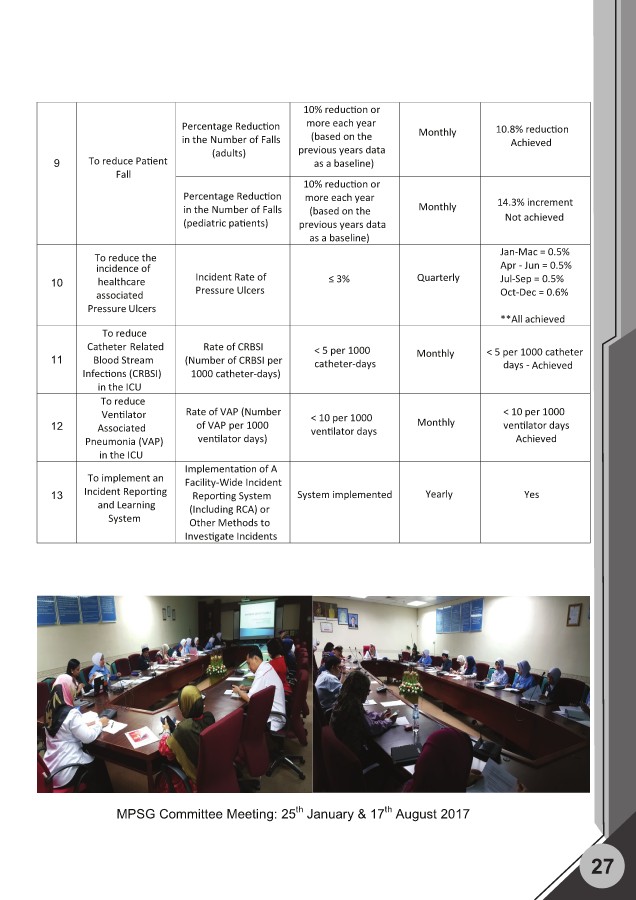 9
To reduce Patient
Fall
Percentage Reduction
in the Number of Falls
(adults)
10% reduction or
more each year
(based on the
previous years data
as a baseline)
Monthly
10.8% reduction
Achieved
Percentage Reduction
in the Number of Falls
(pediatric patients)
10% reduction or
more each year
(based on the
previous years data
as a baseline)
Monthly
14.3% increment
Not achieved
10
To reduce the
incidence of
healthcare
associated
Pressure Ulcers
Incident Rate of
Pressure Ulcers
≤ 3%
Quarterly
Jan-Mac = 0.5%
Apr - Jun = 0.5%
Jul-Sep = 0.5%
Oct-Dec = 0.6%
**All achieved
11
To reduce
Catheter Related
Blood Stream
Infections (CRBSI)
in the ICU
Rate of CRBSI
(Number of CRBSI per
1000 catheter-days)
< 5 per 1000
catheter-days
Monthly
< 5 per 1000 catheter
days - Achieved
12
To reduce
Ventilator
Associated
Pneumonia (VAP)
in the ICU
Rate of VAP (Number
of VAP per 1000
ventilator days)
< 10 per 1000
ventilator days
Monthly
< 10 per 1000
ventilator days
Achieved
13
To implement an
Incident Reporting
and Learning
System
Implementation of A
Facility-Wide Incident
Reporting System
(Including RCA) or
Other Methods to
Investigate Incidents
System implemented
Yearly
Yes
MPSG Committee Meeting: 25th January & 17th August 2017
27